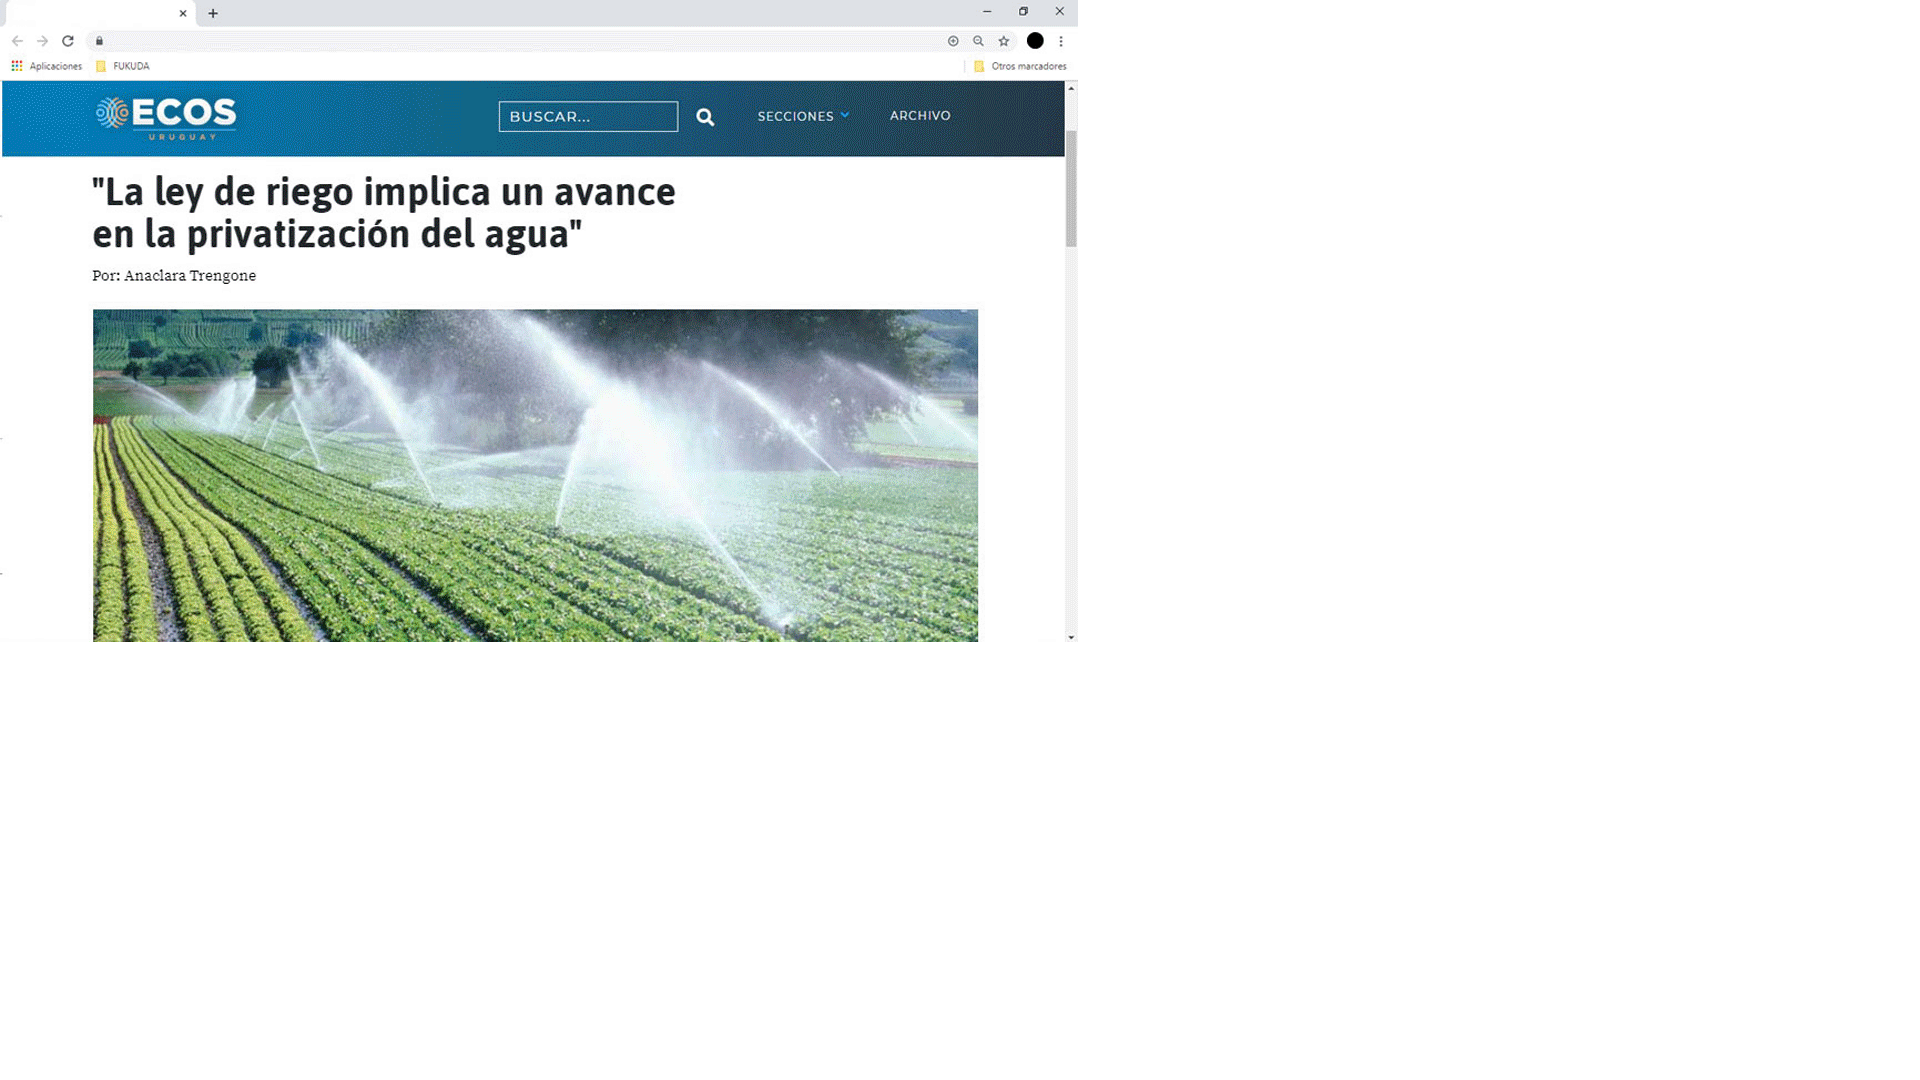 Aplicaciones FUKUDA Otros marcadores
ECOS
URUGUAY
BUSCAR... SECCIONES ARCHIVO
"La ley de riego implica un avance
en la privatización del agua"
Por: Anaclara Trengone